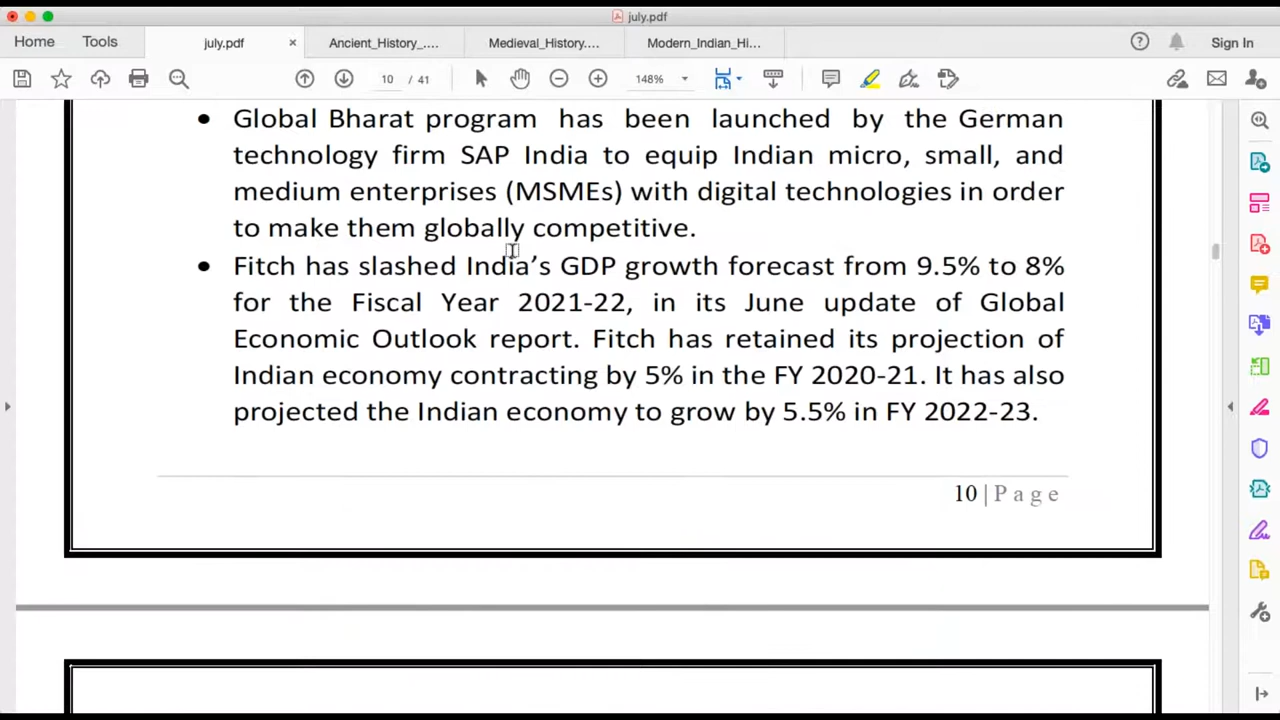 july.pdf
Home Tools july.pdf × Ancient_History_.... Medieval_History.... Modern_Indian_Hi... Sign In
10 / 41 148%
• Global Bharat program has been launched by the German
technology firm SAP India to equip Indian micro, small, and
medium enterprises (MSMEs) with digital technologies in order
to make them globally competitive.
• Fitch has slashed India’s GDP growth forecast from 9.5% to 8%
for the Fiscal Year 2021-22, in its June update of Global
Economic Outlook report. Fitch has retained its projection of
Indian economy contracting by 5% in the FY 2020-21. It has also
projected the Indian economy to grow by 5.5% in FY 2022-23.
10 | P a g e